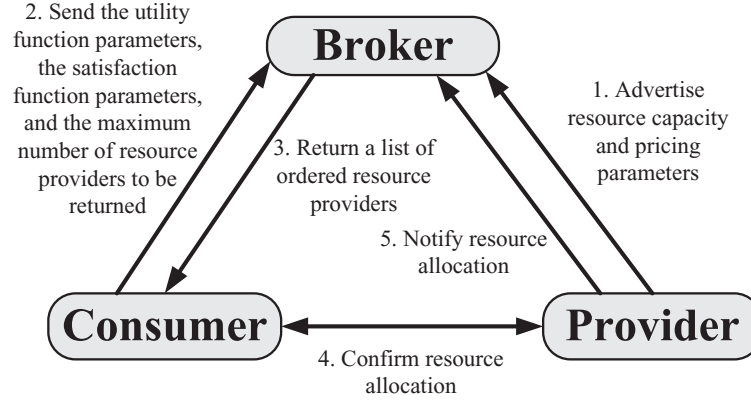 2. Send the utility
function parameters,
the satisfaction
function parameters,
and the maximum
number of resource
providers to be
returned
Broker
1. Advertise
resource capacity
and pricing
parameters
3. Return a list of
ordered resource
providers
5. Notify resource
allocation
Consumer
Provider
4. Confirm resource
allocation